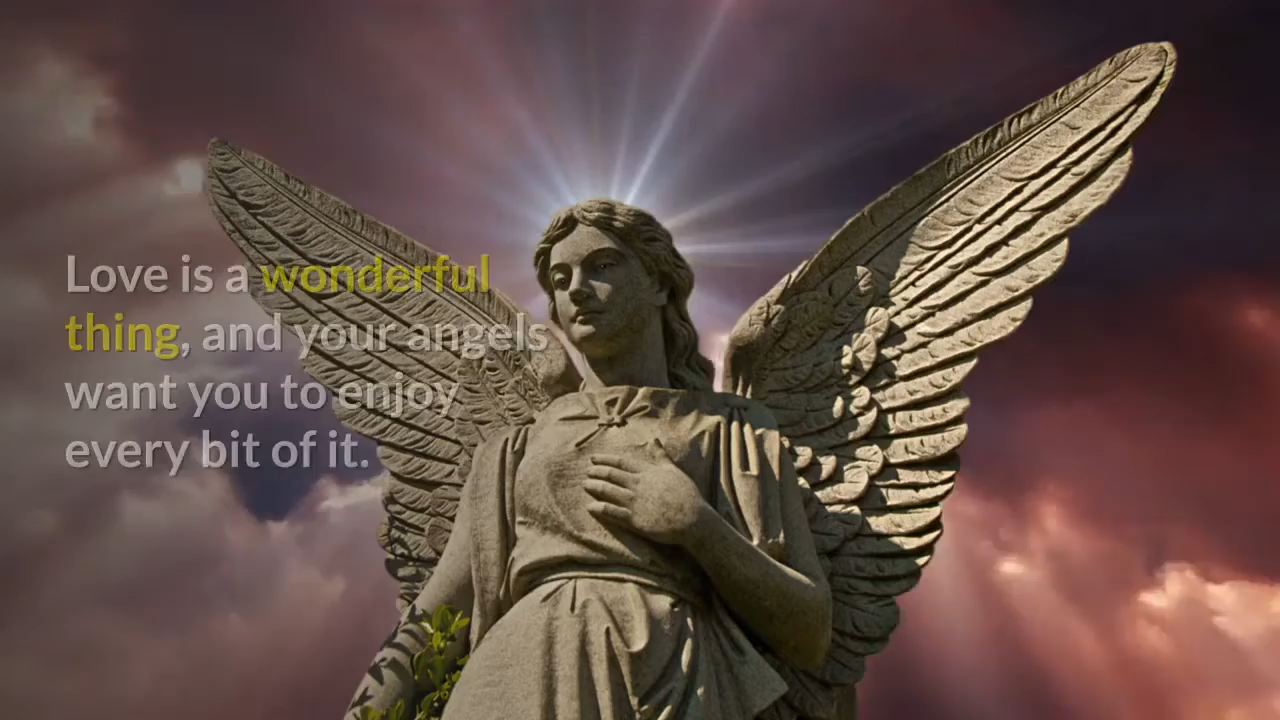 Love is a wonderful
thing, and your angels
want you to enjoy
every bit of it.